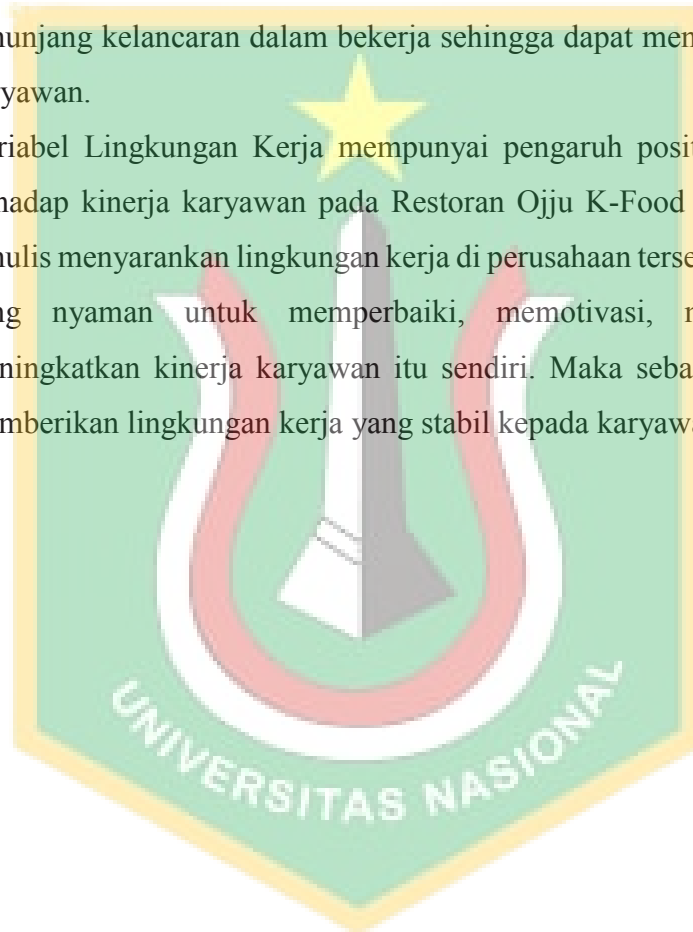 nunjang kelancaran dalam bekerja sehingga dapat men
yawan.
riabel Lingkungan Kerja mempunyai pengaruh posit
hadap kinerja karyawan pada Restoran Ojju K-Food
nulis menyarankan lingkungan kerja di perusahaan terse
ng nyaman untuk memperbaiki, memotivasi, n
ningkatkan kinerja karyawan itu sendiri. Maka seba
mberikan lingkungan kerja yang stabil kepada karyawa
UNIVERSITAS NASIONAL